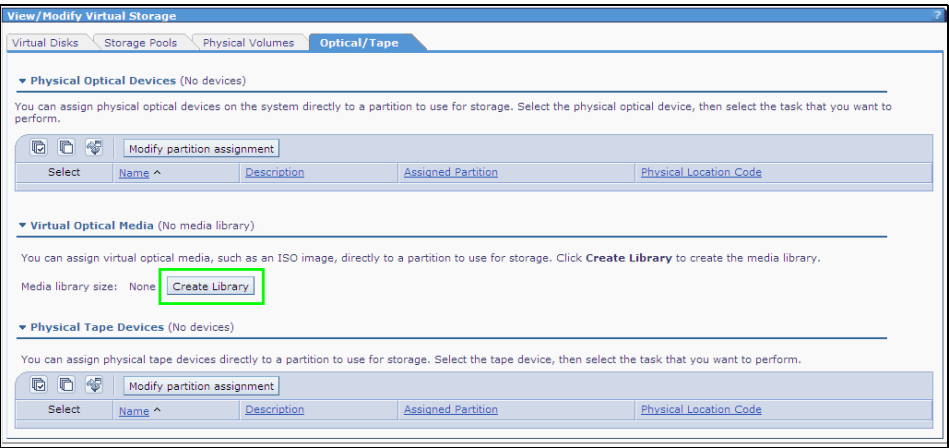 View/Modify Virtual Storage ?
Virtual Disks Storage Pools Physical Volumes Optical/Tape
Physical Optical Devices (No devices)
You can assign physical optical devices on the system directly to a partition to use for storage. Select the physical optical device, then select the task that you want to
perform.
Modify partition assignment
Select Name ^ Description Assigned Partition Physical Location Code
Virtual Optical Media (No media library)
You can assign virtual optical media, such as an ISO image, directly to a partition to use for storage. Click Create Library to create the media library.
Media library size: None Create Library
Physical Tape Devices (No devices)
You can assign physical tape devices directly to a partition to use for storage. Select the tape device, then select the task that you want to perform.
Modify partition assignment
Select Name ^ Description Assigned Partition Physical Location Code